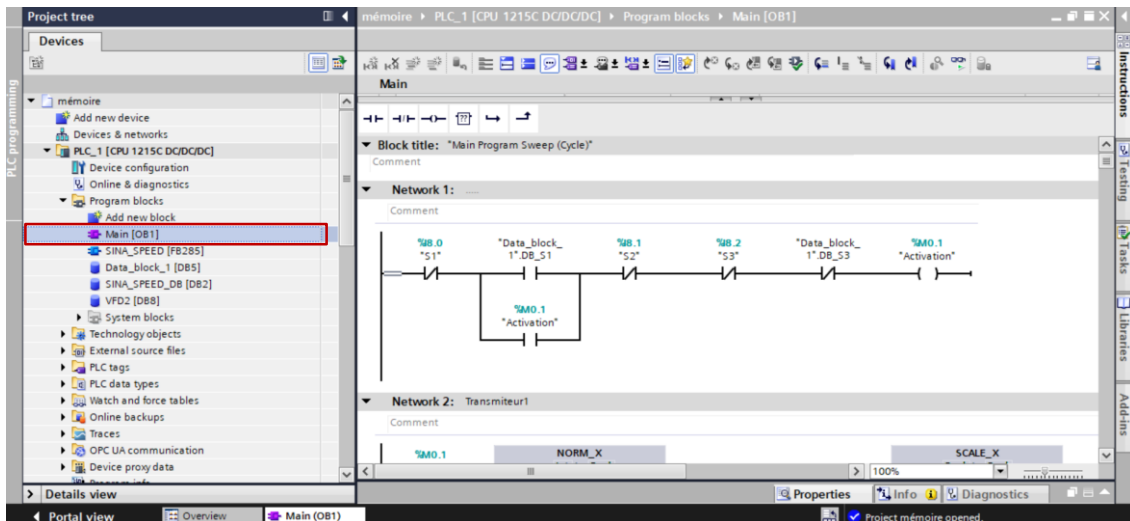 Project tree
mémoire ▸ PLC_1 [CPU 1215C DC/DC/DC] ▸ Program blocks ▸ Main [OB1]
Devices
Main
PLC programming
mémoire
Add new device
Devices & networks
PLC_1 [CPU 1215C DC/DC/DC]
Device configuration
Online & diagnostics
Program blocks
Add new block
Main [OB1]
SINA_SPEED [FB285]
Data_block_1 [DB5]
SINA_SPEED_DB [DB2]
VFD2 [DB8]
System blocks
Technology objects
External source files
PLC tags
PLC data types
Watch and force tables
Online backups
Traces
OPC UA communication
Device proxy data
Details view
Block title: "Main Program Sweep (Cycle)"
Comment
Network 1: ....
Comment
%I8.0
"S1"
"Data_block_
1".DB_S1
%I8.1
"S2"
%I8.2
"S3"
"Data_block_
1".DB_S3
%M0.1
"Activation"
%M0.1
"Activation"
Network 2: Transmiteur1
Comment
%M0.1
NORM_X
SCALE_X
100%
Properties
Info
Diagnostics
Instructions
Testing
Tasks
Libraries
Add-ins
Portal view
Overview
Main (OB1)
Project mémoire opened.